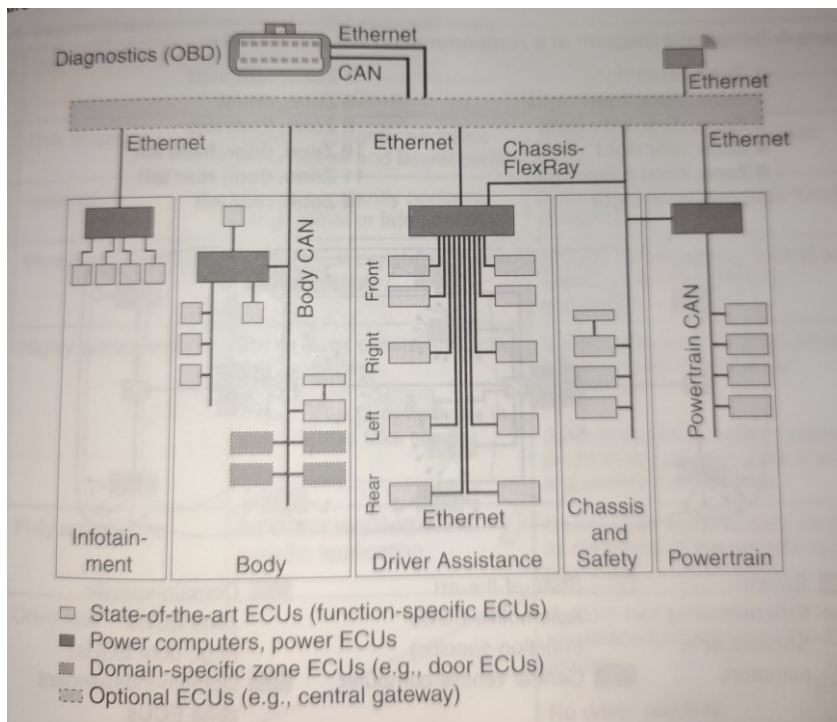 Diagnostics (OBD)
Ethernet
CAN
Ethernet
Ethernet
Ethernet
Chassis-
FlexRay
Ethernet
Body CAN
Front
Right
Left
Rear
Powertrain CAN
Ethernet
Infotain-
ment
Body
Driver Assistance
Chassis
and
Safety
Powertrain
State-of-the-art ECUs (function-specific ECUs)
Power computers, power ECUs
Domain-specific zone ECUs (e.g., door ECUs)
Optional ECUs (e.g., central gateway)